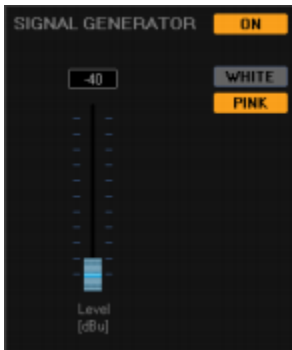 SIGNAL GENERATOR ON
-40
WHITE
PINK
Level
[dBu]